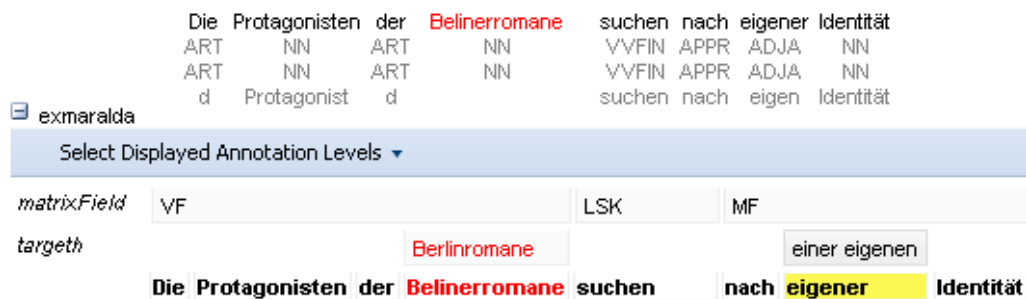 Die Protagonisten der Belinerromane suchen nach eigener Identität
ART NN ART NN VVFIN APPR ADJA NN
ART NN ART NN VVFIN APPR ADJA NN
d Protagonist d suchen nach eigen Identität
exmaralda
Select Displayed Annotation Levels
matrixField VF LSK MF
targeth Berlinromane einer eigenen
Die Protagonisten der Belinerromane suchen nach eigener Identität